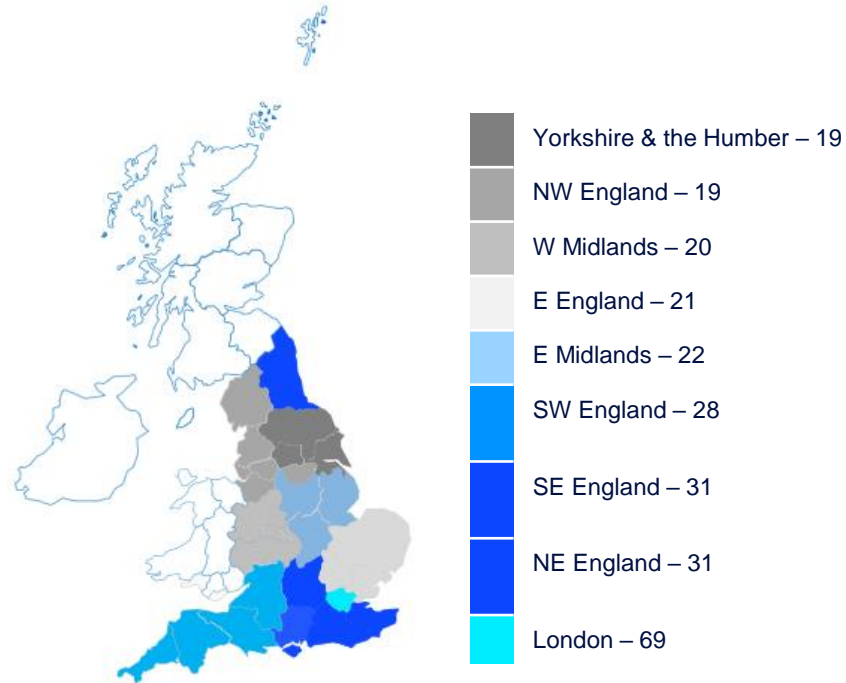 Yorkshire & the Humber – 19
NW England – 19
W Midlands – 20
E England – 21
E Midlands – 22
SW England – 28
SE England – 31
NE England – 31
London – 69